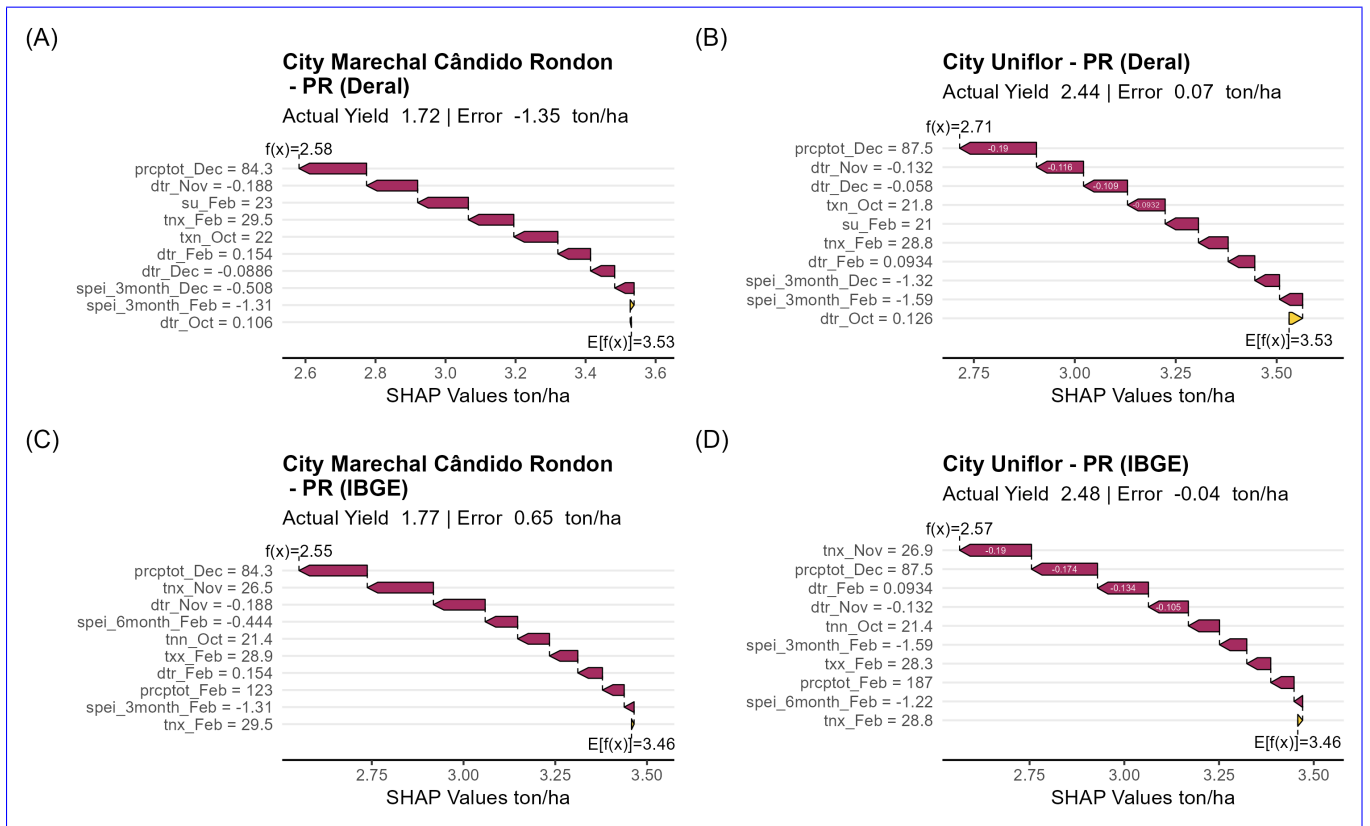 (A)
City Marechal Cândido Rondon
- PR (Deral)
Actual Yield 1.72 | Error -1.35 ton/ha
f(x)=2.58
prcptot_Dec = 84.3
dtr_Nov = -0.188
su_Feb = 23
tnx_Feb = 29.5
txn_Oct = 22
dtr_Feb = 0.154
dtr_Dec = -0.0886
spei_3month_Dec = -0.508
spei_3month_Feb = -1.31
dtr_Oct = 0.106
E[f(x)]=3.53
2.6 2.8 3.0 3.2 3.4 3.6
SHAP Values ton/ha
(B)
City Uniflor - PR (Deral)
Actual Yield 2.44 | Error 0.07 ton/ha
f(x)=2.71
prcptot_Dec = 87.5 -0.19
dtr_Nov = -0.132 -0.116
dtr_Dec = -0.058 -0.109
txn_Oct = 21.8 -0.0932
su_Feb = 21
tnx_Feb = 28.8
dtr_Feb = 0.0934
spei_3month_Dec = -1.32
spei_3month_Feb = -1.59
dtr_Oct = 0.126
E[f(x)]=3.53
2.75 3.00 3.25 3.50
SHAP Values ton/ha
(C)
City Marechal Cândido Rondon
- PR (IBGE)
Actual Yield 1.77 | Error 0.65 ton/ha
f(x)=2.55
prcptot_Dec = 84.3
tnx_Nov = 26.5
dtr_Nov = -0.188
spei_6month_Feb = -0.444
tnn_Oct = 21.4
txx_Feb = 28.9
dtr_Feb = 0.154
prcptot_Feb = 123
spei_3month_Feb = -1.31
tnx_Feb = 29.5
E[f(x)]=3.46
2.75 3.00 3.25 3.50
SHAP Values ton/ha
(D)
City Uniflor - PR (IBGE)
Actual Yield 2.48 | Error -0.04 ton/ha
f(x)=2.57
tnx_Nov = 26.9 -0.19
prcptot_Dec = 87.5 -0.174
dtr_Feb = 0.0934 -0.134
dtr_Nov = -0.132 -0.105
tnn_Oct = 21.4
spei_3month_Feb = -1.59
txx_Feb = 28.3
prcptot_Feb = 187
spei_6month_Feb = -1.22
tnx_Feb = 28.8
E[f(x)]=3.46
2.75 3.00 3.25 3.50
SHAP Values ton/ha